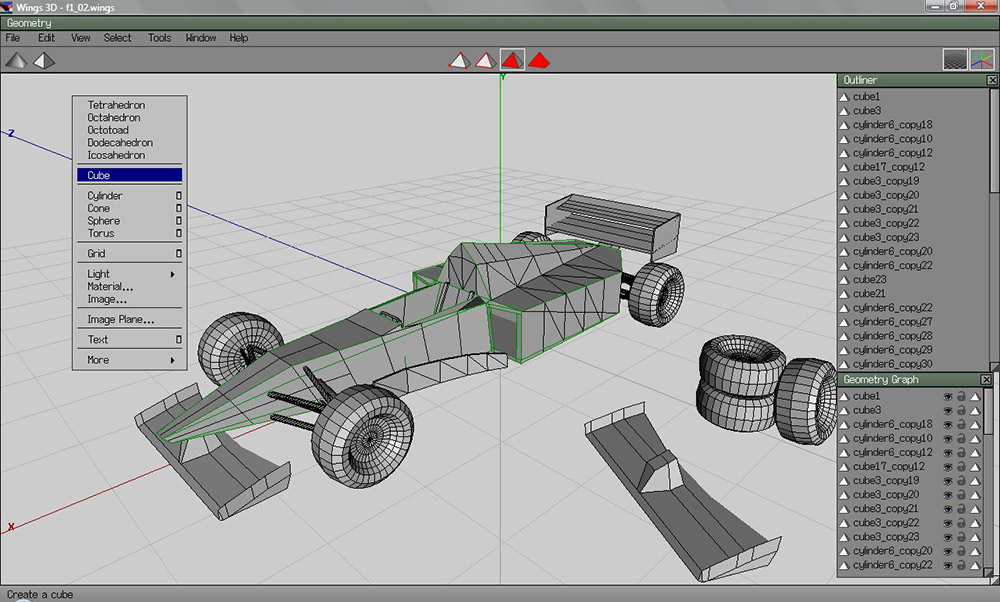 Wings 3D - f1_02.wings
Geometry
File Edit View Select Tools Window Help
Y
Z
X
Tetrahedron
Octahedron
Octotoad
Dodecahedron
Icosahedron
Cube
Cylinder
Cone
Sphere
Torus
Grid
Light
Material...
Image...
Image Plane...
Text
More
Outliner
cube1
cube3
cylinder6_copy18
cylinder6_copy10
cylinder6_copy12
cube17_copy12
cube3_copy19
cube3_copy20
cube3_copy21
cube3_copy22
cube3_copy23
cylinder6_copy20
cylinder6_copy22
cube23
cube21
cylinder6_copy22
cylinder6_copy27
cylinder6_copy28
cylinder6_copy29
cylinder6_copy30
Geometry Graph
cube1
cube3
cylinder6_copy18
cylinder6_copy10
cylinder6_copy12
cube17_copy12
cube3_copy19
cube3_copy20
cube3_copy21
cube3_copy22
cube3_copy23
cylinder6_copy20
cylinder6_copy22
Create a cube